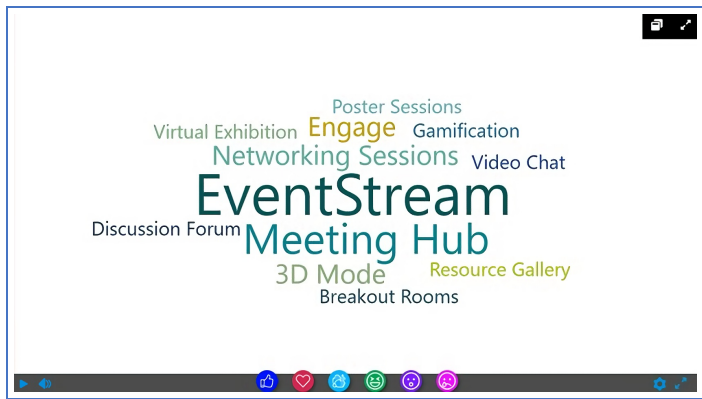 Poster Sessions
Virtual Exhibition Engage Gamification
Networking Sessions Video Chat
EventStream
Discussion Forum Meeting Hub
3D Mode Resource Gallery
Breakout Rooms